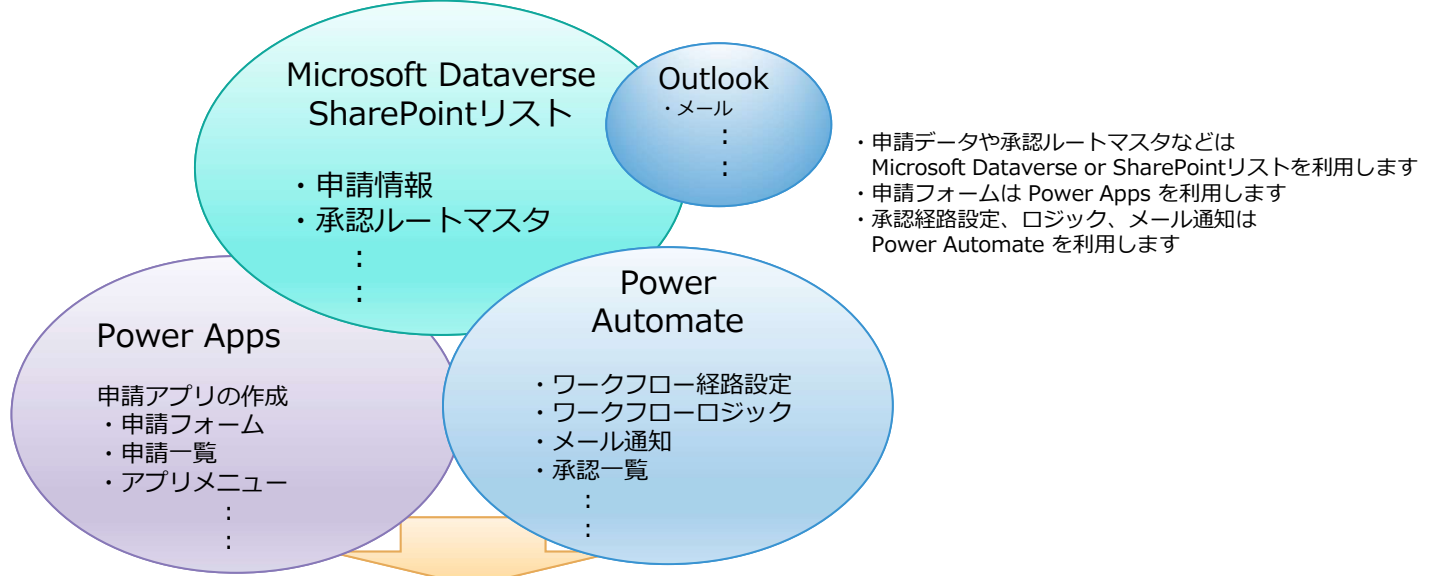 Microsoft Dataverse
SharePointリスト
・申請情報
・承認ルートマスタ
：
：
Outlook
・メール
：
：
・申請データや承認ルートマスタなどは
Microsoft Dataverse or SharePointリストを利用します
・申請フォームは Power Apps を利用します
・承認経路設定、ロジック、メール通知は
Power Automate を利用します
Power Apps
申請アプリの作成
・申請フォーム
・申請一覧
・アプリメニュー
：
：
Power
Automate
・ワークフロー経路設定
・ワークフローロジック
・メール通知
・承認一覧
：
：